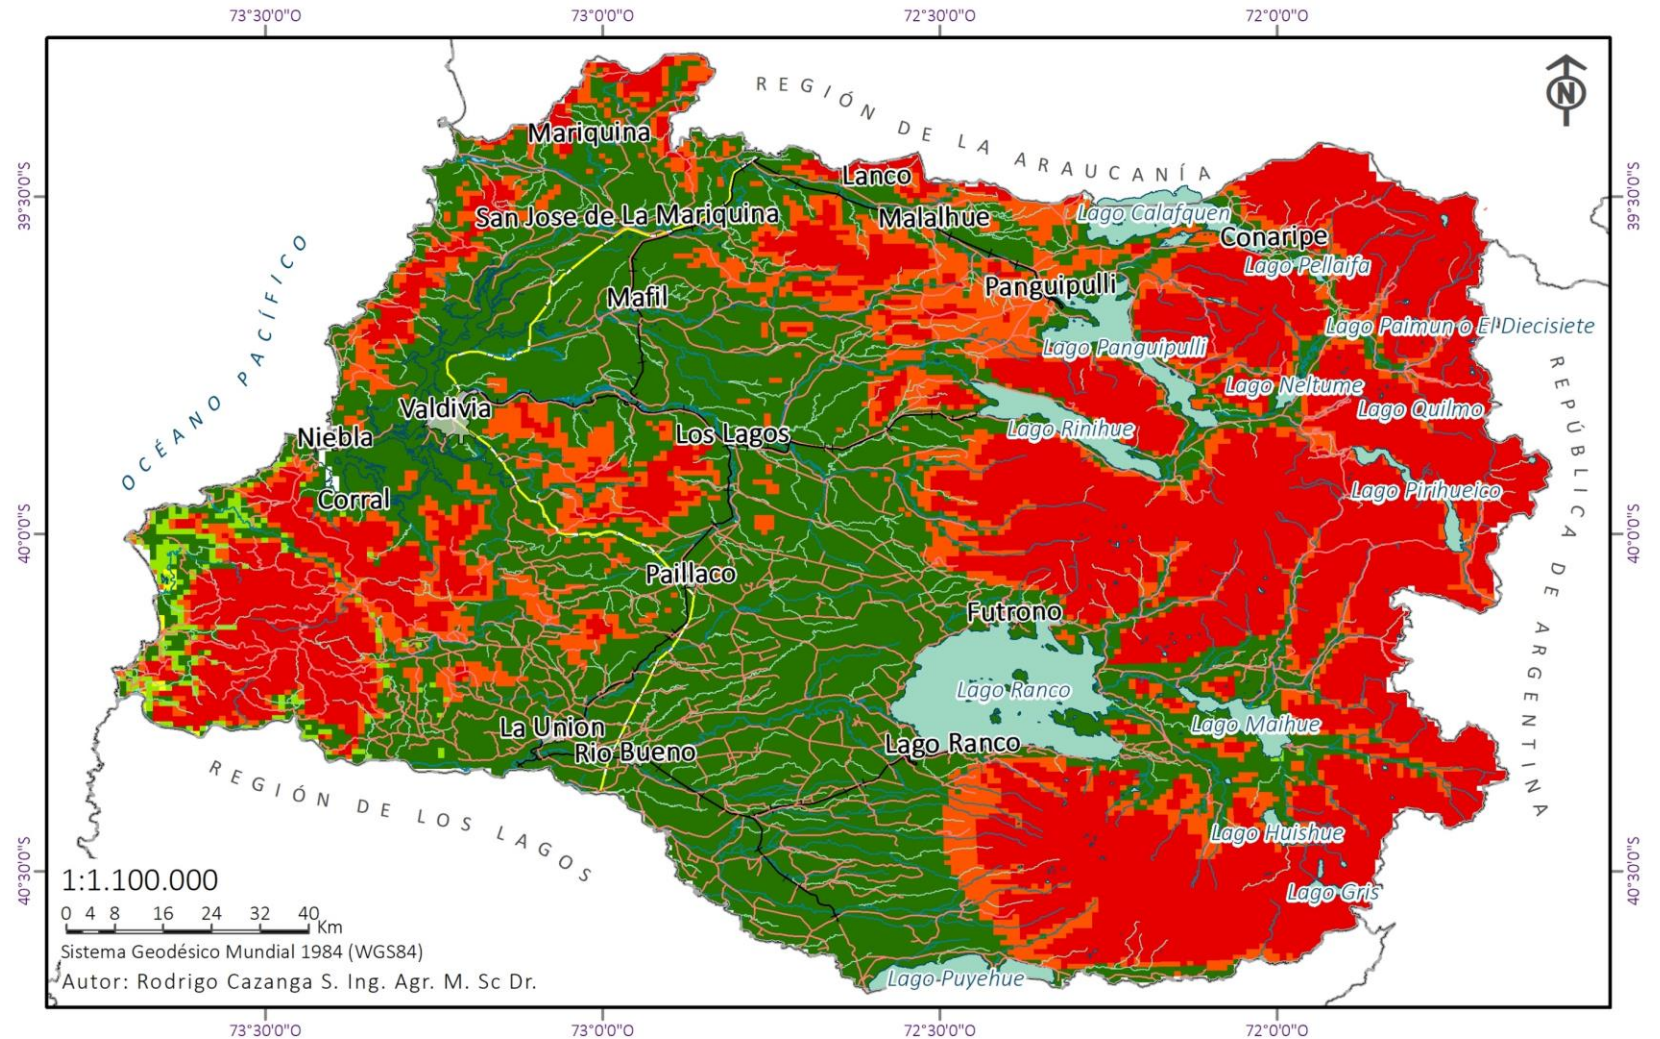 73°30'0"O 73°0'0"O 72°30'0"O 72°0'0"O
N
REGIÓN DE LA ARAUCANÍA
Mariquina
Lanco
39°30'0"S
39°30'0"S
San Jose de La Mariquina
Malalhue
Lago Calafquen
Conaripe
Lago Pellaifa
OCÉANO PACÍFICO
Mafil
Panguipulli
Lago Paimun o El Diecisiete
Lago Panguipulli
Lago Neltume
REPÚBLICA DE ARGENTINA
Valdivia
Lago Quilmo
Niebla
Los Lagos
Lago Rinihue
Corral
Lago Pirihueico
40°0'0"S
40°0'0"S
Paillaco
Futrono
Lago Ranco
La Union
Lago Maihue
Rio Bueno
Lago Ranco
REGIÓN DE LOS LAGOS
Lago Huishue
40°30'0"S
40°30'0"S
1:1.100.000
Lago Gris
0 4 8 16 24 32 40
Km
Sistema Geodésico Mundial 1984 (WGS84)
Autor: Rodrigo Cazanga S. Ing. Agr. M. Sc Dr.
Lago Puyehue
73°30'0"O 73°0'0"O 72°30'0"O 72°0'0"O